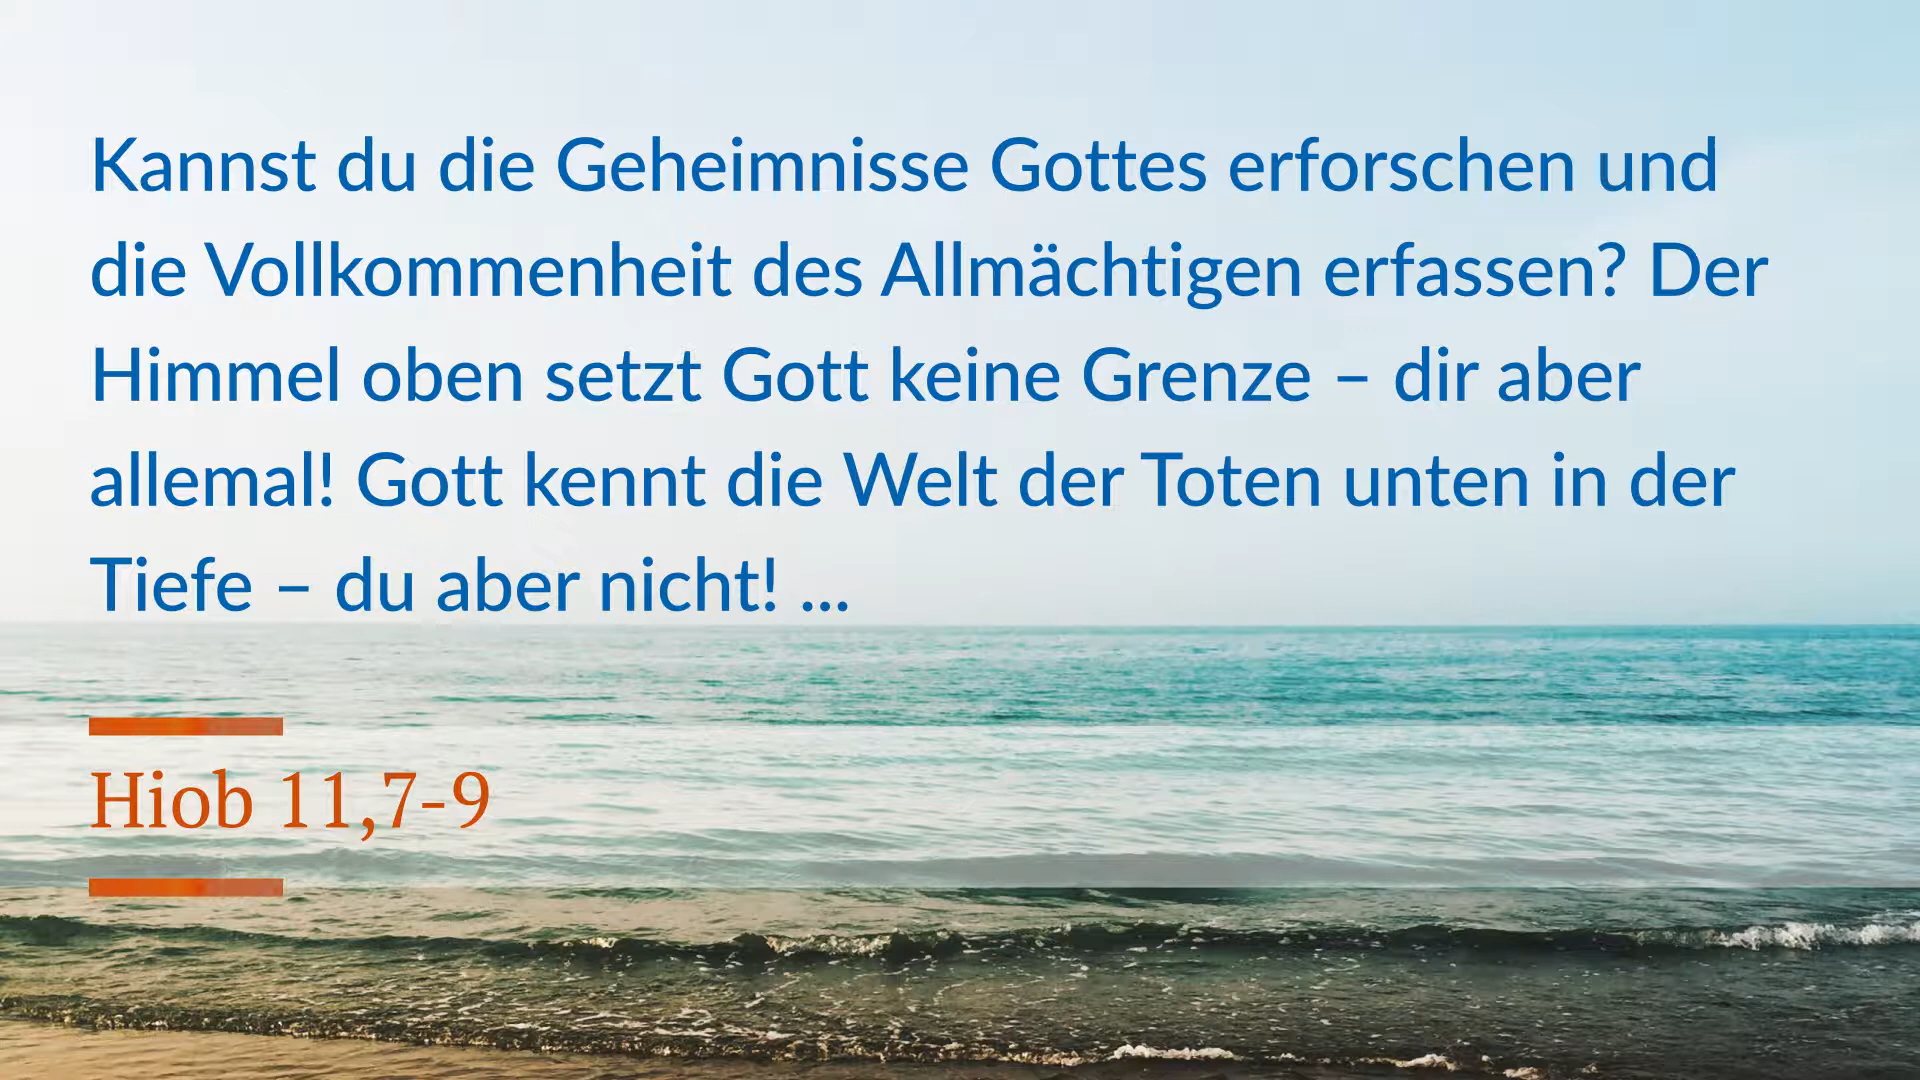 Kannst du die Geheimnisse Gottes erforschen und
die Vollkommenheit des Allmächtigen erfassen? Der
Himmel oben setzt Gott keine Grenze – dir aber
allemal! Gott kennt die Welt der Toten unten in der
Tiefe – du aber nicht! ...
Hiob 11,7-9